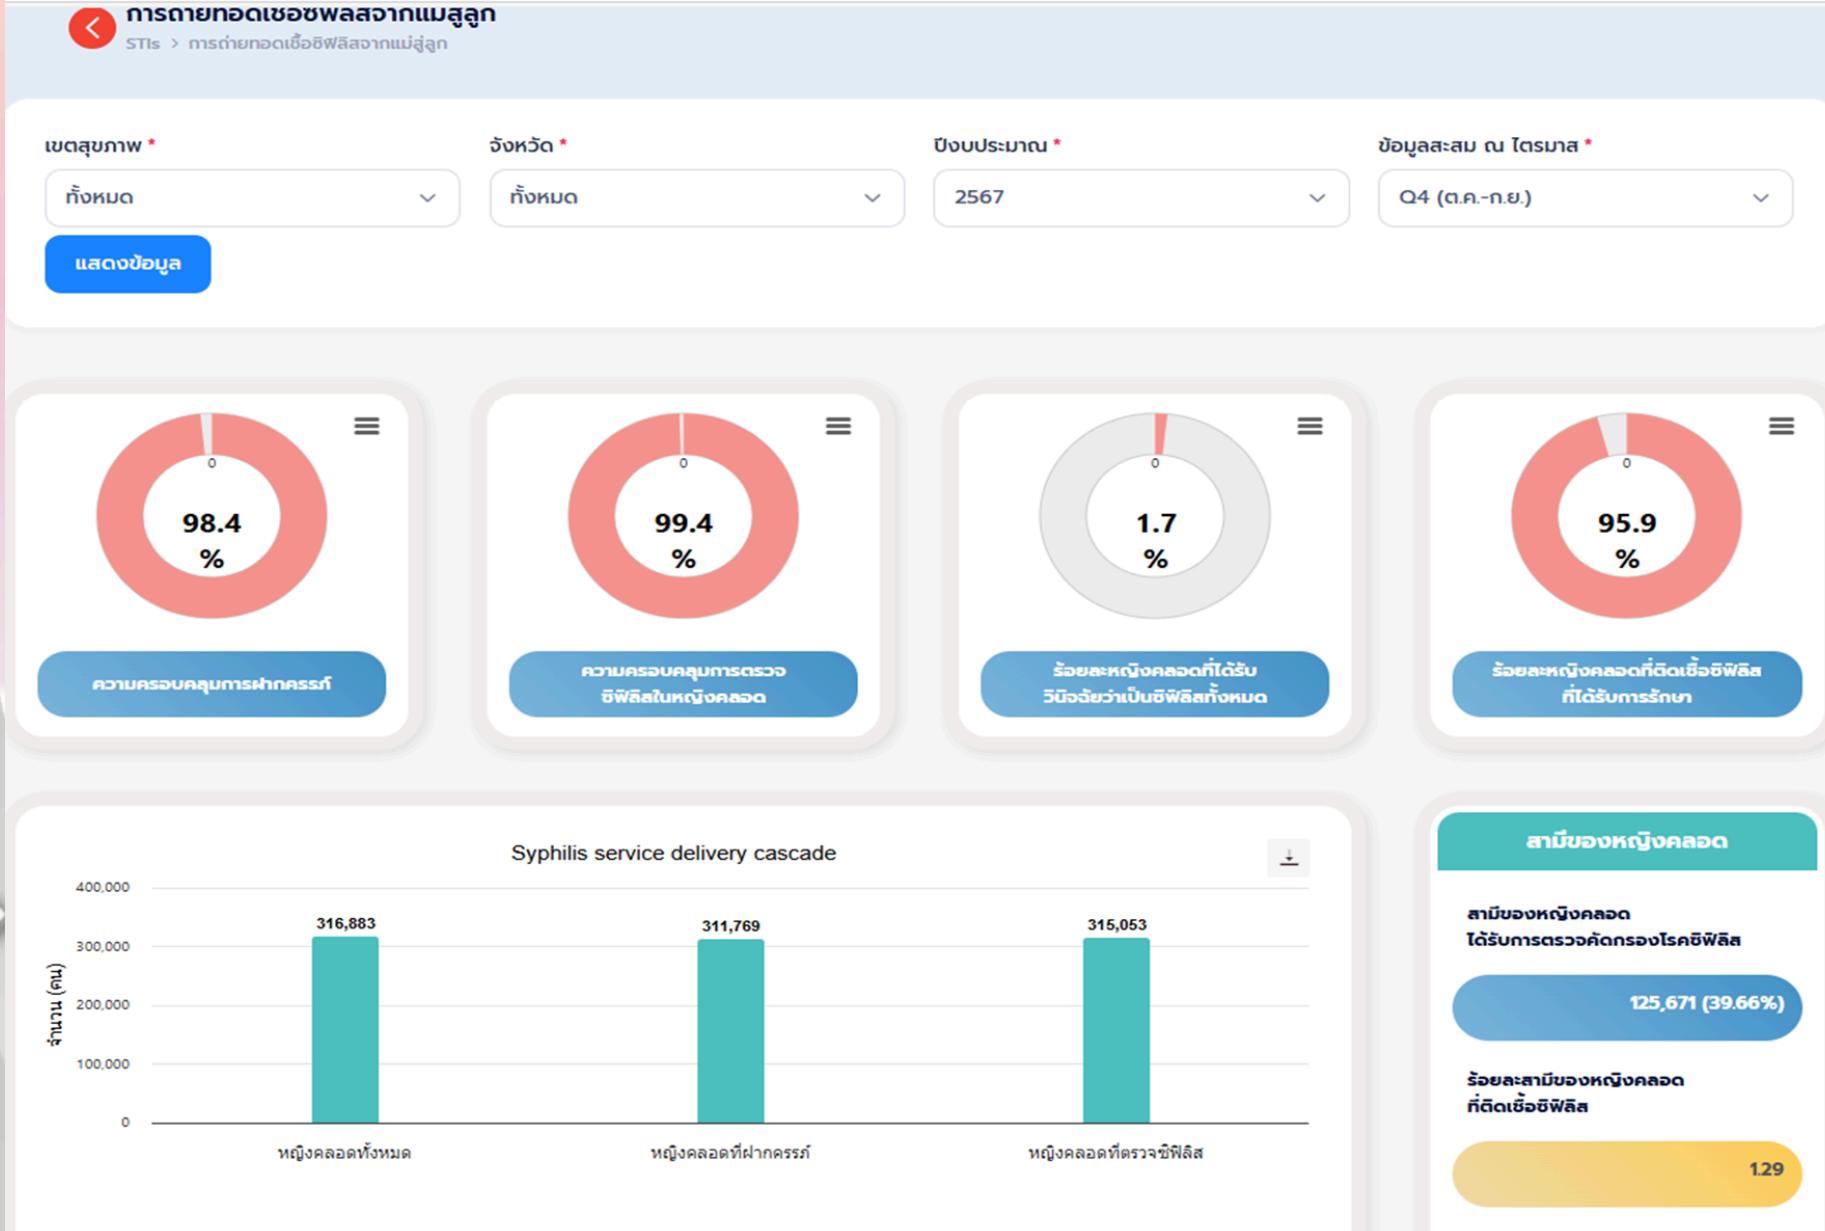 การถ่ายทอดเชื้อซิฟิลิสจากแม่สู่ลูก
STIs > การถ่ายทอดเชื้อซิฟิลิสจากแม่สู่ลูก
เขตสุขภาพ *
จังหวัด *
ปีงบประมาณ *
ข้อมูลสะสม ณ ไตรมาส *
ทั้งหมด
ทั้งหมด
2567
Q4 (ต.ค.-ก.ย.)
แสดงข้อมูล
0
98.4
%
ความครอบคลุมการฝากครรภ์
0
99.4
%
ความครอบคลุมการตรวจ
ซิฟิลิสในหญิงคลอด
0
1.7
%
ร้อยละหญิงคลอดที่ได้รับ
วินิจฉัยว่าเป็นซิฟิลิสทั้งหมด
0
95.9
%
ร้อยละหญิงคลอดที่ติดเชื้อซิฟิลิส
ที่ได้รับการรักษา
Syphilis service delivery cascade
จำนวน (คน)
400,000
300,000
200,000
100,000
0
316,883
311,769
315,053
หญิงคลอดทั้งหมด
หญิงคลอดที่ฝากครรภ์
หญิงคลอดที่ตรวจซิฟิลิส
สามีของหญิงคลอด
สามีของหญิงคลอด
ได้รับการตรวจคัดกรองโรคซิฟิลิส
125,671 (39.66%)
ร้อยละสามีของหญิงคลอด
ที่ติดเชื้อซิฟิลิส
1.29